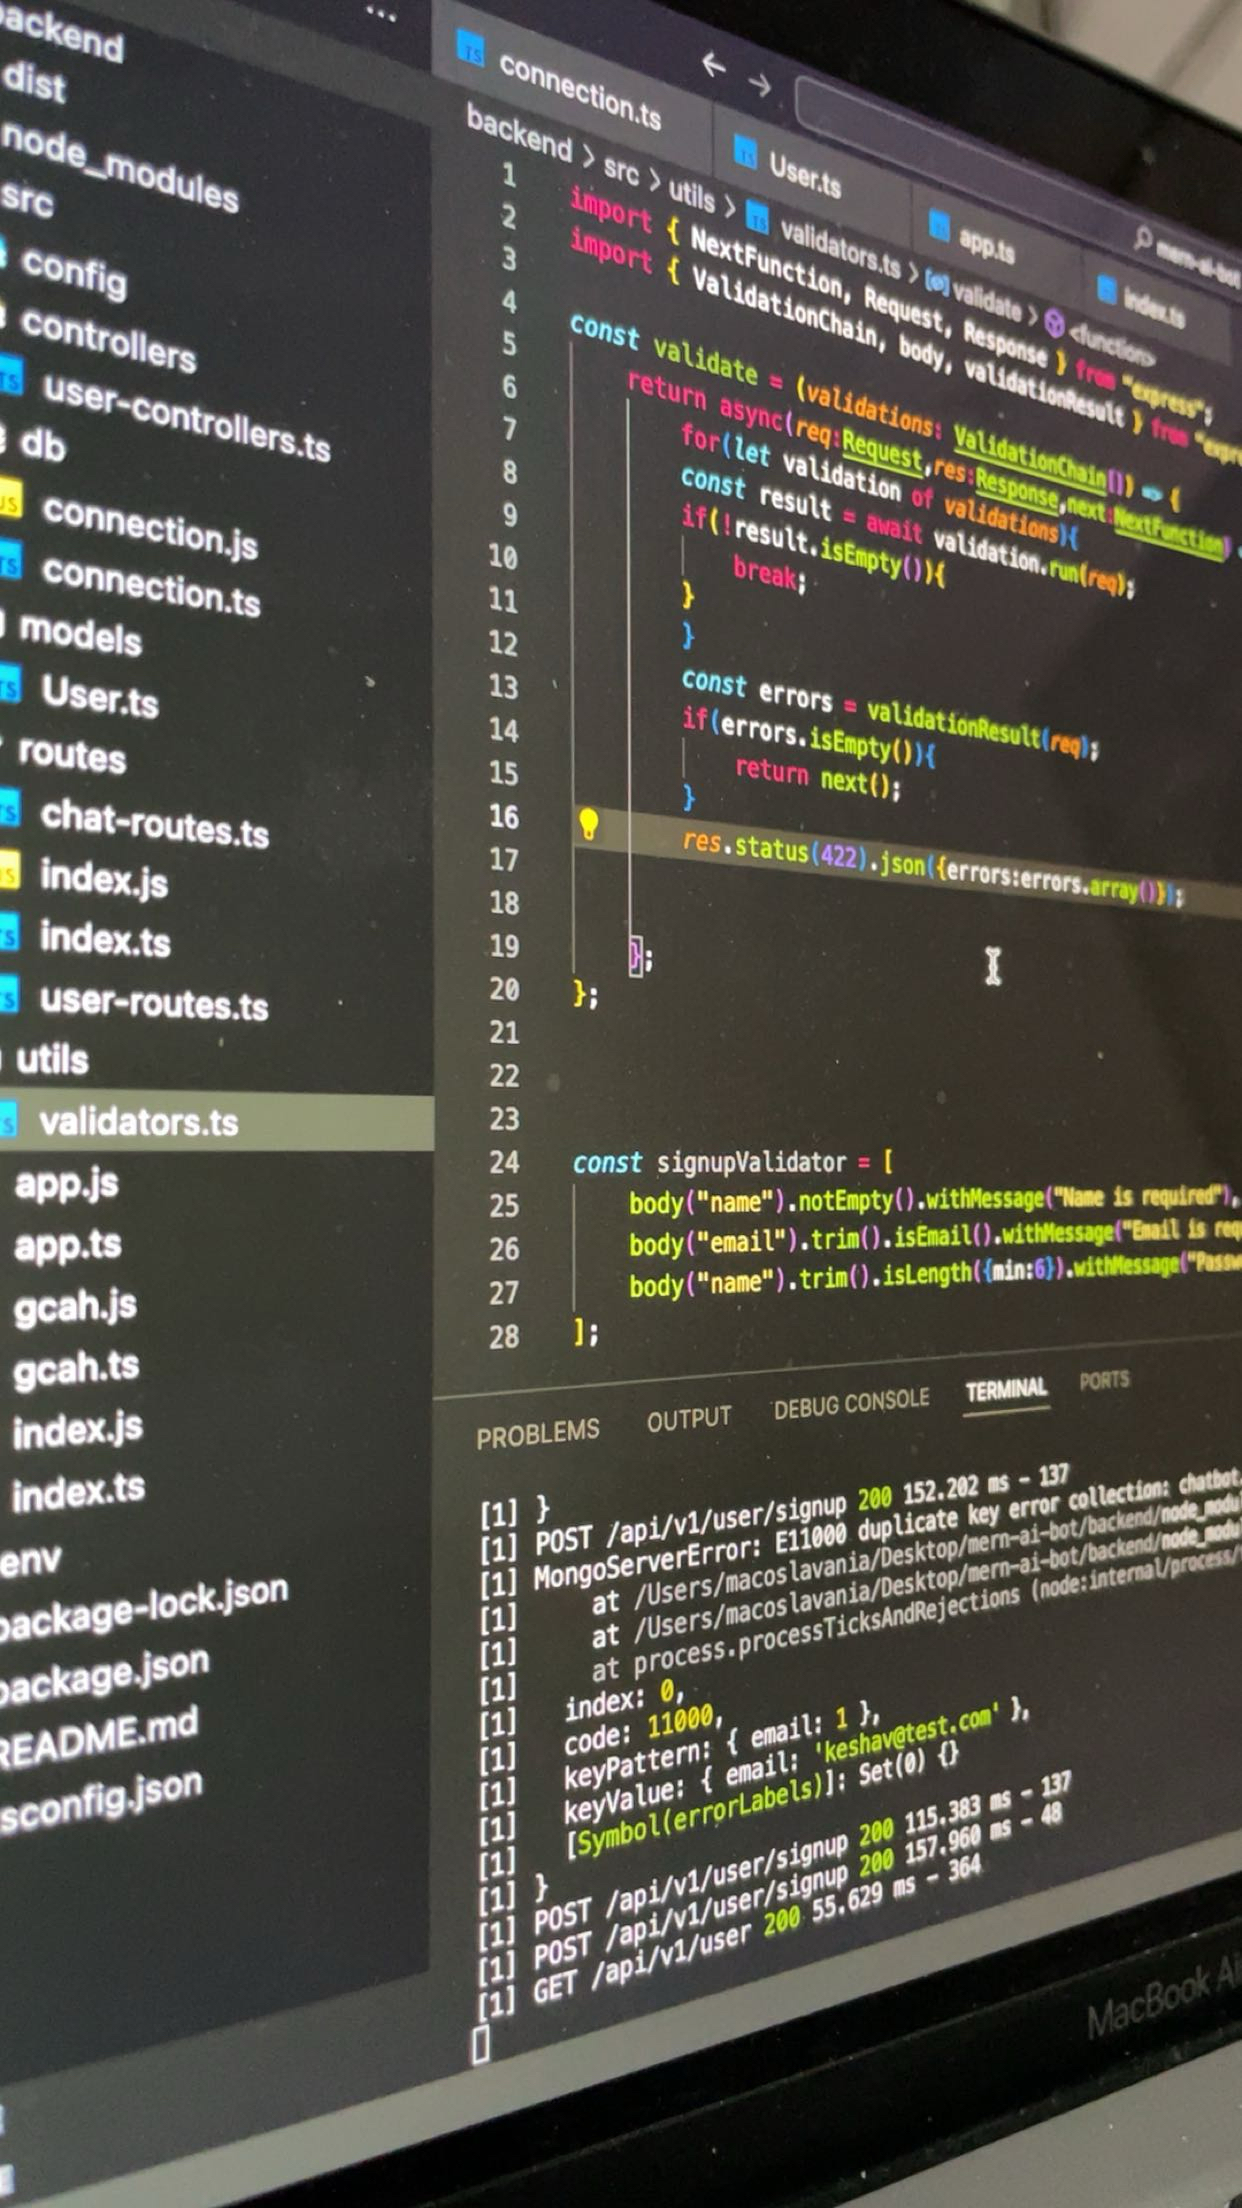 backend
dist
node_modules
src
config
controllers
user-controllers.ts
db
connection.js
connection.ts
models
User.ts
routes
chat-routes.ts
index.js
index.ts
user-routes.ts
utils
validators.ts
app.js
app.ts
gcah.js
gcah.ts
index.js
index.ts
env
package-lock.json
package.json
README.md
sconfig.json
...
← →
mern-ai-bot
TS connection.ts
TS User.ts
app.ts
index.ts
backend > src > utils > TS validators.ts > validate > <function>
1 import { NextFunction, Request, Response } from "express";
2 import { ValidationChain, body, validationResult } from "expre
3
4 const validate = (validations: ValidationChain[]) => {
5 return async(req:Request,res:Response,next:NextFunction)
6 for(let validation of validations){
7 const result = await validation.run(req);
8 if(!result.isEmpty()){
9 break;
10 }
11 }
12 const errors = validationResult(req);
13 if(errors.isEmpty()){
14 return next();
15 }
16 res.status(422).json({errors:errors.array()});
17
18
19 };
20 };
21
22
23
24 const signupValidator = [
25 body("name").notEmpty().withMessage("Name is required"),
26 body("email").trim().isEmail().withMessage("Email is req
27 body("name").trim().isLength({min:6}).withMessage("Passw
28 ];
PROBLEMS OUTPUT DEBUG CONSOLE TERMINAL PORTS
[1] }
[1] POST /api/v1/user/signup 200 152.202 ms - 137
[1] MongoServerError: E11000 duplicate key error collection: chatbot.
[1] at /Users/macoslavania/Desktop/mern-ai-bot/backend/node_modu
[1] at /Users/macoslavania/Desktop/mern-ai-bot/backend/node_modu
[1] at process.processTicksAndRejections (node:internal/process/
[1] index: 0,
[1] code: 11000,
[1] keyPattern: { email: 1 },
[1] keyValue: { email: 'keshav@test.com' },
[1] [Symbol(errorLabels)]: Set(0) {}
[1] }
[1] POST /api/v1/user/signup 200 115.383 ms - 137
[1] POST /api/v1/user/signup 200 157.960 ms - 48
[1] GET /api/v1/user 200 55.629 ms - 364
MacBook Ai